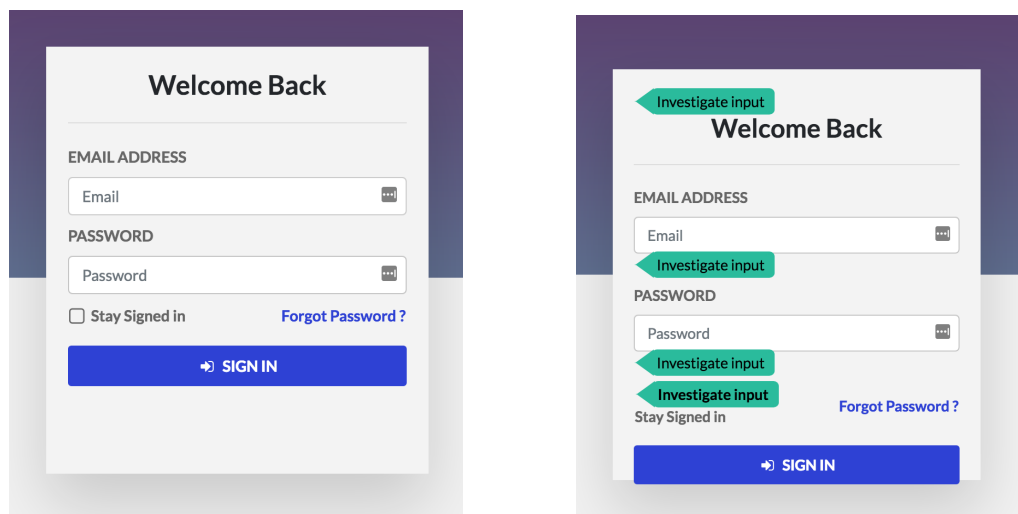 Welcome Back
EMAIL ADDRESS
Email
PASSWORD
Password
Stay Signed in
Forgot Password ?
SIGN IN
Investigate input
Welcome Back
EMAIL ADDRESS
Email
Investigate input
PASSWORD
Password
Investigate input
Investigate input
Forgot Password ?
Stay Signed in
SIGN IN